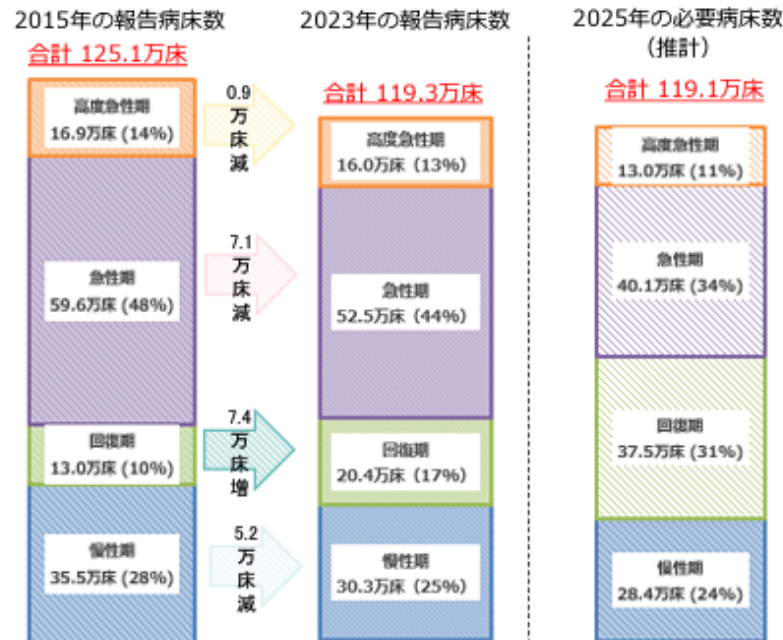 2015年の報告病床数
合計 125.1万床
高度急性期
16.9万床 (14%)
急性期
59.6万床 (48%)
回復期
13.0万床 (10%)
慢性期
35.5万床 (28%)
0.9
万
床
減
7.1
万
床
減
7.4
万
床
増
5.2
万
床
減
2023年の報告病床数
合計 119.3万床
高度急性期
16.0万床（13%）
急性期
52.5万床（44%）
回復期
20.4万床（17%）
慢性期
30.3万床（25%）
2025年の必要病床数
（推計）
合計 119.1万床
高度急性期
13.0万床 (11%)
急性期
40.1万床 (34%)
回復期
37.5万床 (31%)
慢性期
28.4万床 (24%)